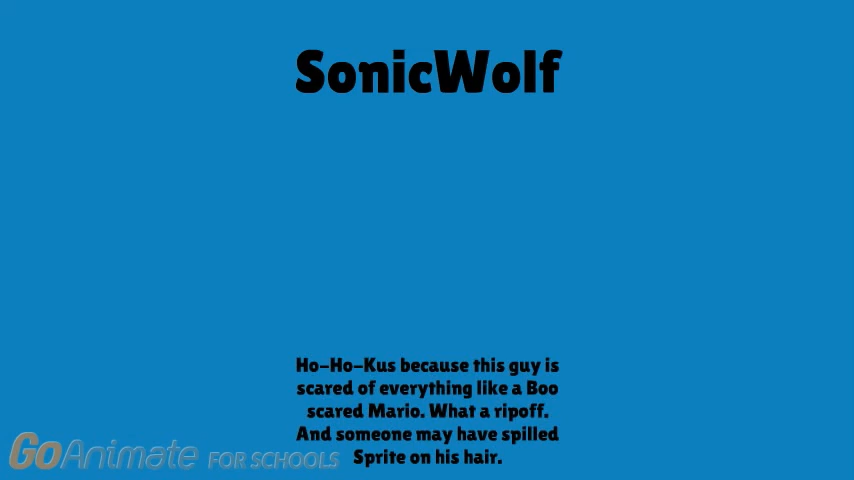 SonicWolf
Ho-Ho-Kus because this guy is
scared of everything like a Boo
scared Mario. What a ripoff.
And someone may have spilled
Sprite on his hair.
GoAnimate FOR SCHOOLS